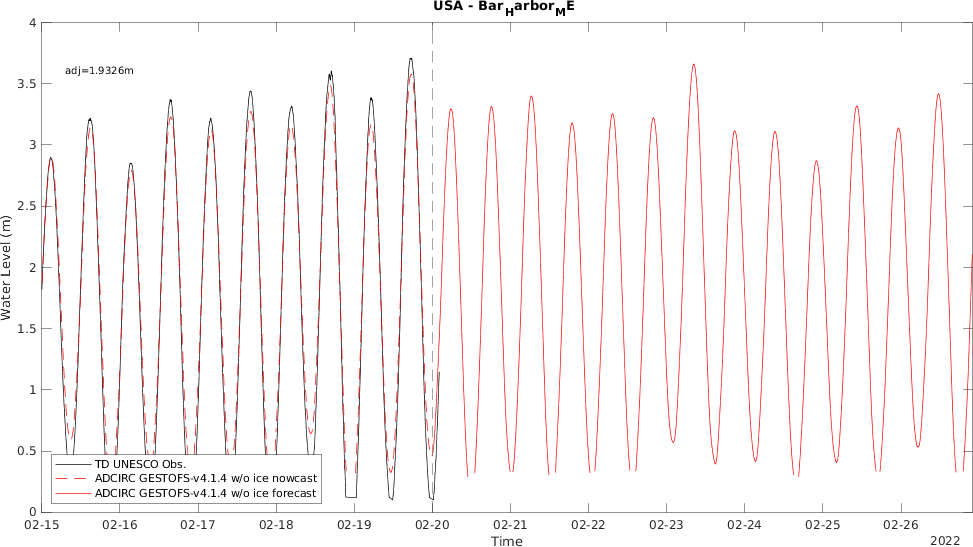 USA - Bar_Harbor_ME
4
adj=1.9326m
3.5
3
2.5
2
1.5
1
0.5
0
Water Level (m)
TD UNESCO Obs.
ADCIRC GESTOFS-v4.1.4 w/o ice nowcast
ADCIRC GESTOFS-v4.1.4 w/o ice forecast
02-15 02-16 02-17 02-18 02-19 02-20 02-21 02-22 02-23 02-24 02-25 02-26
Time
2022